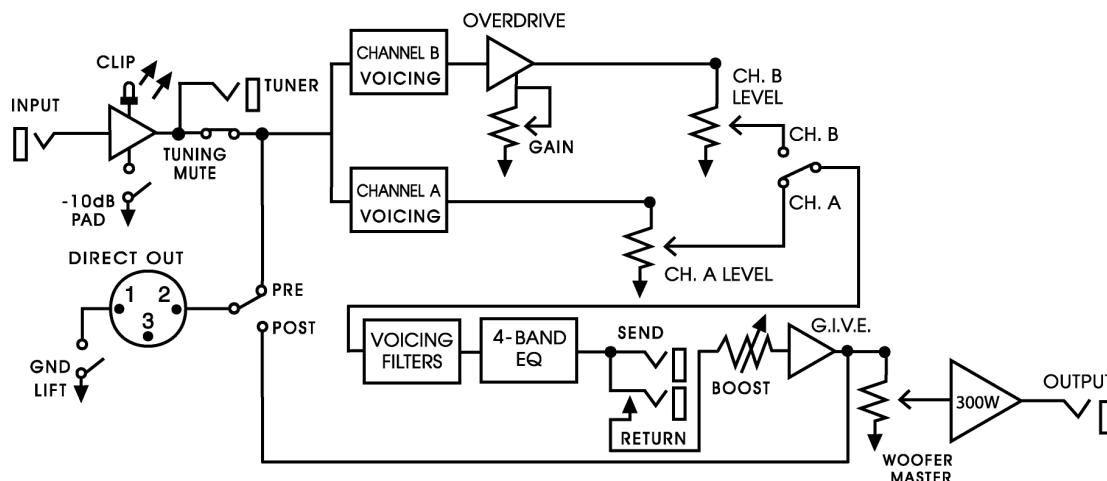 OVERDRIVE
CLIP
CHANNEL B
VOICING
TUNER
CH. B
LEVEL
INPUT
GAIN
CH. B
TUNING
MUTE
-10dB
PAD
CHANNEL A
VOICING
CH. A
DIRECT OUT
CH. A LEVEL
1
2
3
PRE
POST
GND
LIFT
VOICING
FILTERS
4-BAND
EQ
SEND
RETURN
BOOST
G.I.V.E.
300W
OUTPUT
WOOFER
MASTER